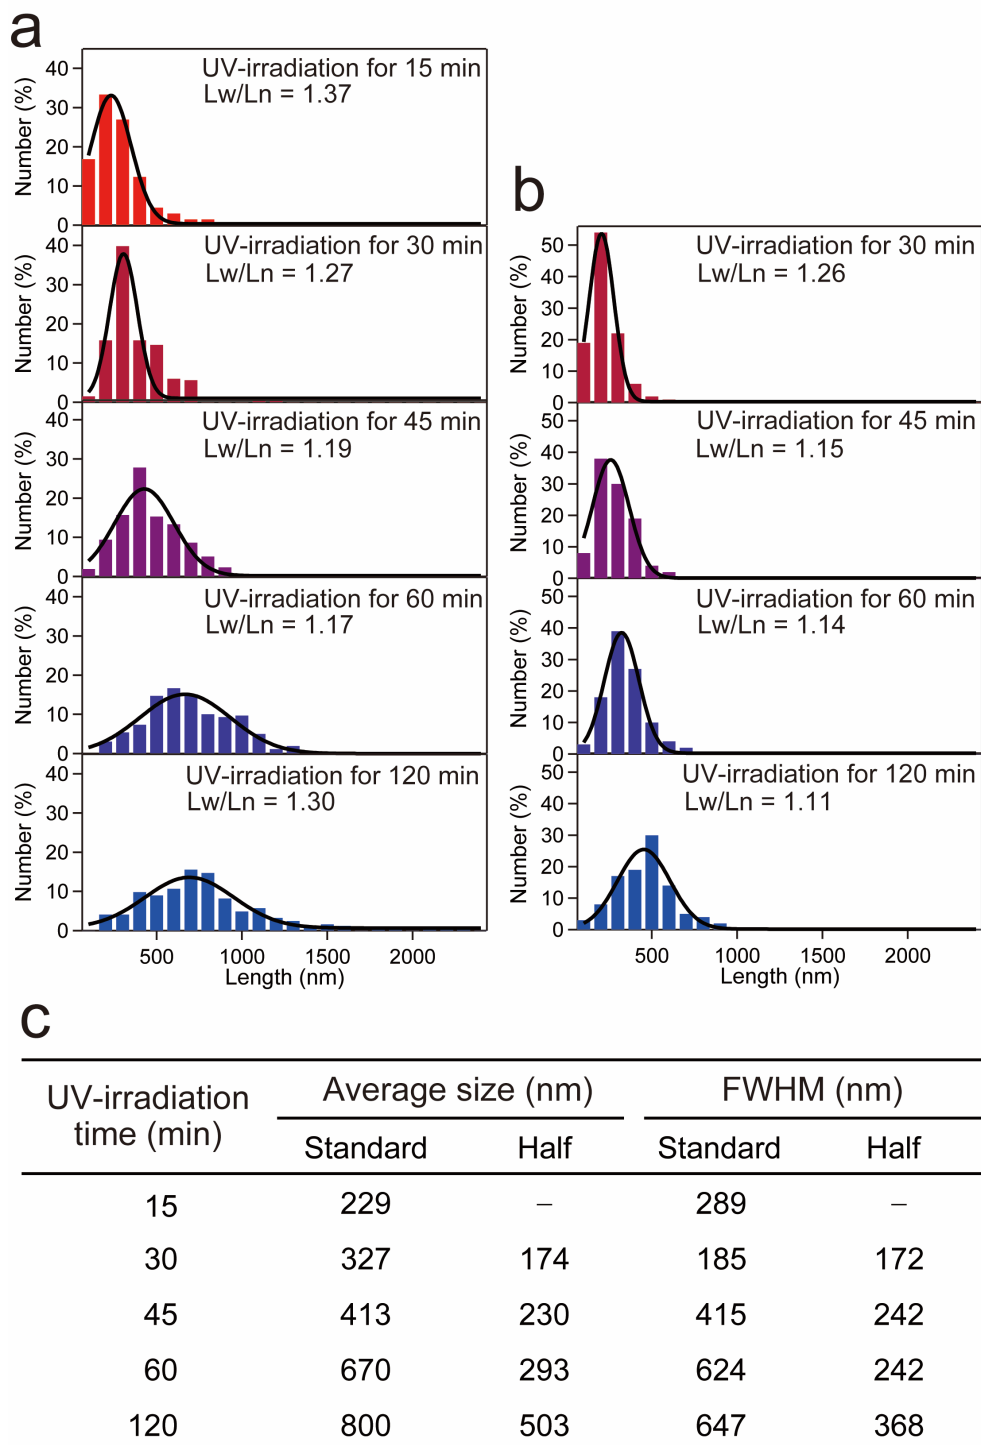 a
UV-irradiation for 15 min
Lw/Ln = 1.37
Number (%)
40
30
20
10
0
UV-irradiation for 30 min
Lw/Ln = 1.27
Number (%)
40
30
20
10
0
UV-irradiation for 45 min
Lw/Ln = 1.19
Number (%)
40
30
20
10
0
UV-irradiation for 60 min
Lw/Ln = 1.17
Number (%)
40
30
20
10
0
UV-irradiation for 120 min
Lw/Ln = 1.30
Number (%)
40
30
20
10
0
500 1000 1500 2000
Length (nm)
b
UV-irradiation for 30 min
Lw/Ln = 1.26
Number (%)
50
40
30
20
10
0
UV-irradiation for 45 min
Lw/Ln = 1.15
Number (%)
50
40
30
20
10
0
UV-irradiation for 60 min
Lw/Ln = 1.14
Number (%)
50
40
30
20
10
0
UV-irradiation for 120 min
Lw/Ln = 1.11
Number (%)
50
40
30
20
10
0
500 1000 1500 2000
Length (nm)
c
UV-irradiation time (min) Average size (nm) FWHM (nm)
Standard Half Standard Half
15 229 – 289 –
30 327 174 185 172
45 413 230 415 242
60 670 293 624 242
120 800 503 647 368